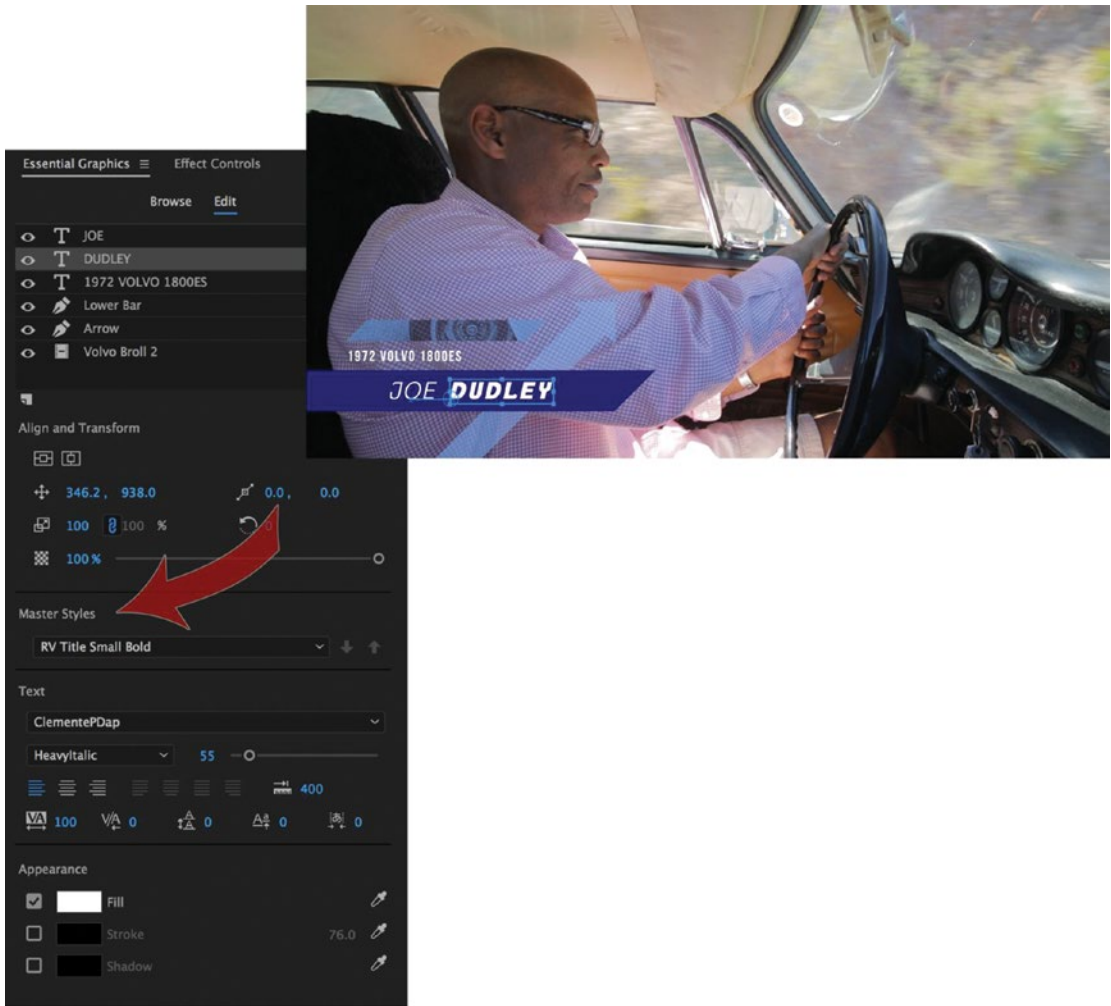 Essential Graphics Effect Controls
Browse Edit
JOE
DUDLEY
1972 VOLVO 1800ES
Lower Bar
Arrow
Volvo Broll 2
Align and Transform
346.2, 938.0 0.0, 0.0
100 100 % 0
100 %
Master Styles
RV Title Small Bold
Text
ClementePDap
HeavyItalic 55
400
VA 100 V/A 0 A 0 Aa 0 0
Appearance
Fill
Stroke 76.0
Shadow
1972 VOLVO 1800ES
JOE DUDLEY